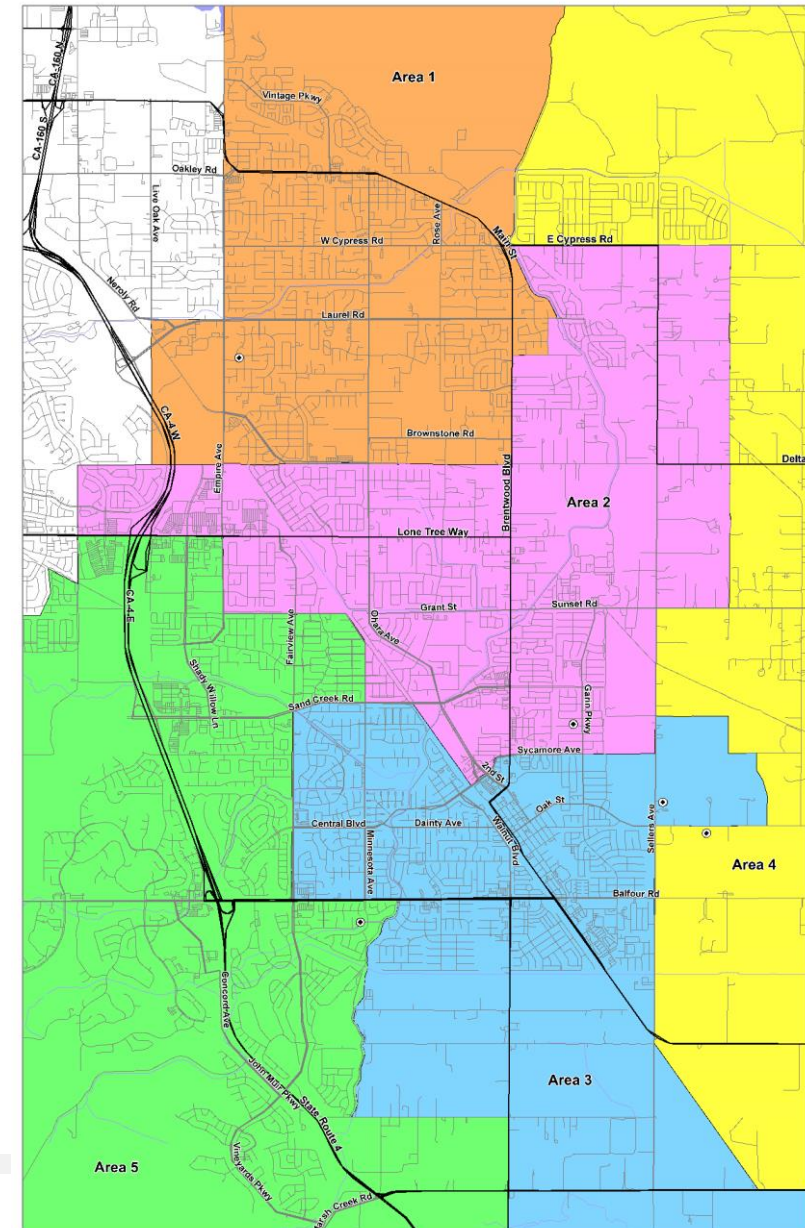 CA-160 N
Area 1
Vintage Pkwy
CA-160 S
Oakley Rd
Live Oak Ave
Rose Ave
W Cypress Rd
Main St
E Cypress Rd
Neroly Rd
Laurel Rd
CA-4 W
Brownstone Rd
Empire Ave
Brentwood Blvd
Delta
Area 2
Lone Tree Way
CA-4 E
Grant St
Sunset Rd
Ohara Ave
Fairview Ave
Shady Willow Ln
Sand Creek Rd
Gann Pkwy
Sycamore Ave
2nd St
Oak St
Central Blvd
Dainty Ave
Minnesota Ave
Walnut Blvd
Sellers Ave
Area 4
Balfour Rd
Concord Ave
John Muir Pkwy
State Route 4
Area 3
Area 5
Vineyards Pkwy
Marsh Creek Rd